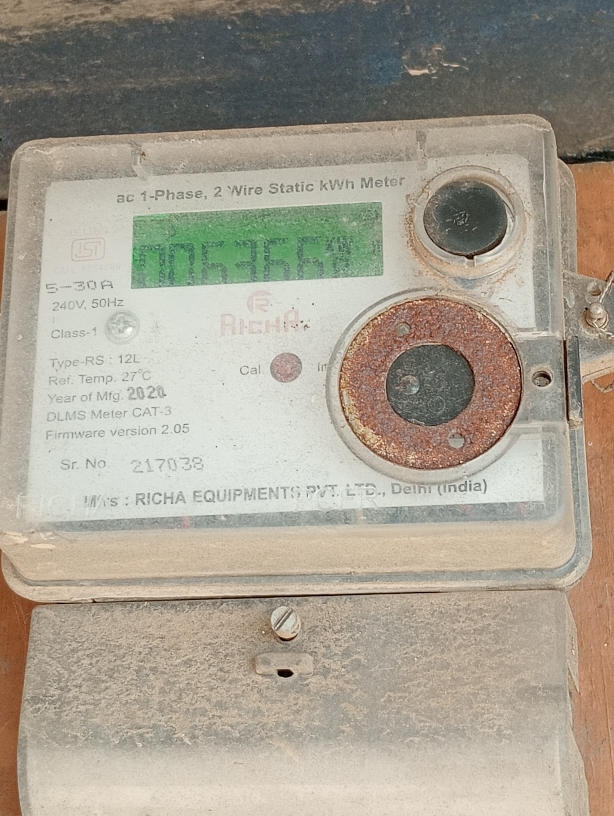 ac 1-Phase, 2 Wire Static kWh Meter
ISI
5-30A
240V, 50Hz
Class-1
RICHA
Type-RS : 12L
Cal
Ref. Temp. 27°C
Year of Mfg. 2020
DLMS Meter CAT-3
Firmware version 2.05
Sr. No. 217038
M/rs : RICHA EQUIPMENTS PVT. LTD., Delhi (India)